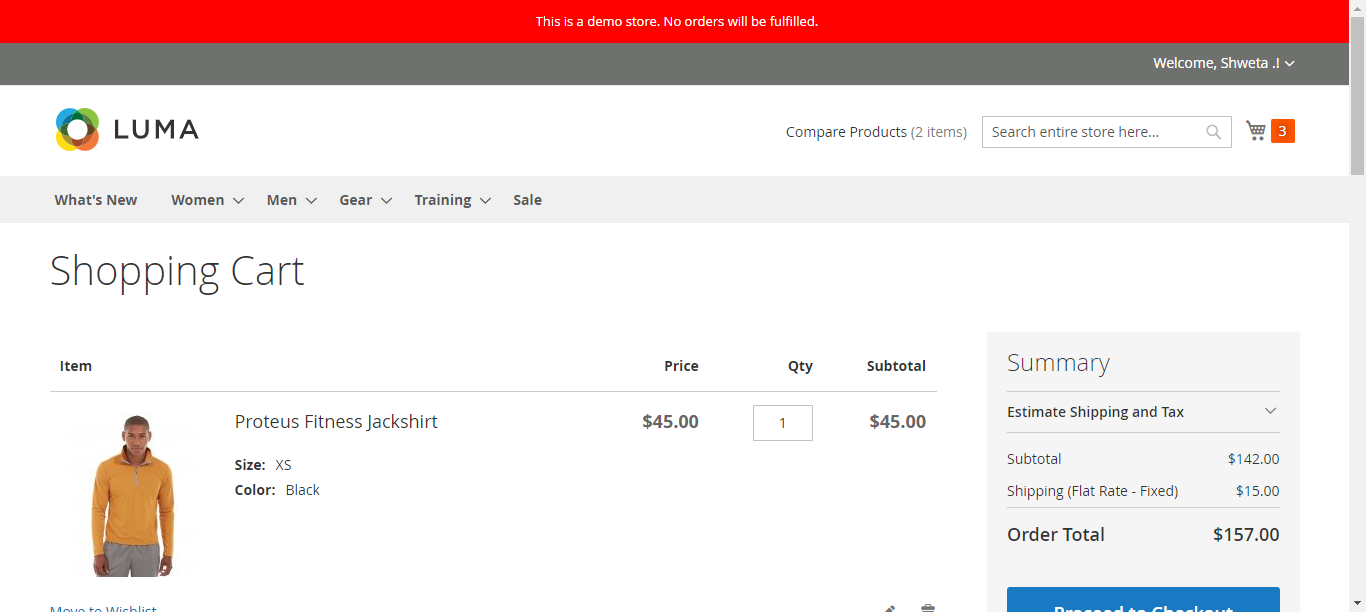 This is a demo store. No orders will be fulfilled.
Welcome, Shweta .!
LUMA
Compare Products (2 items)
Search entire store here...
3
What's New Women Men Gear Training Sale
Shopping Cart
Item Price Qty Subtotal
Proteus Fitness Jackshirt $45.00 1 $45.00
Size: XS
Color: Black
Move to Wishlist
Summary
Estimate Shipping and Tax
Subtotal $142.00
Shipping (Flat Rate - Fixed) $15.00
Order Total $157.00
Proceed to Checkout